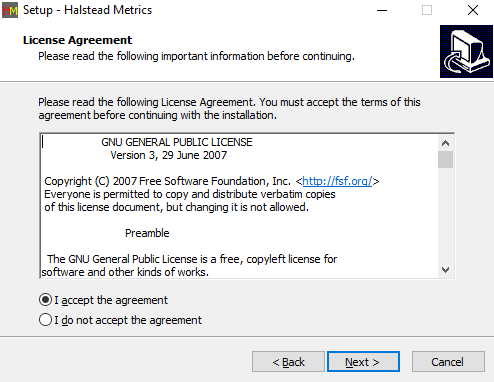 Setup - Halstead Metrics
License Agreement
Please read the following important information before continuing.
Please read the following License Agreement. You must accept the terms of this
agreement before continuing with the installation.
GNU GENERAL PUBLIC LICENSE
Version 3, 29 June 2007
Copyright (C) 2007 Free Software Foundation, Inc. <http://fsf.org/>
Everyone is permitted to copy and distribute verbatim copies
of this license document, but changing it is not allowed.
Preamble
The GNU General Public License is a free, copyleft license for
software and other kinds of works.
I accept the agreement
I do not accept the agreement
< Back Next > Cancel